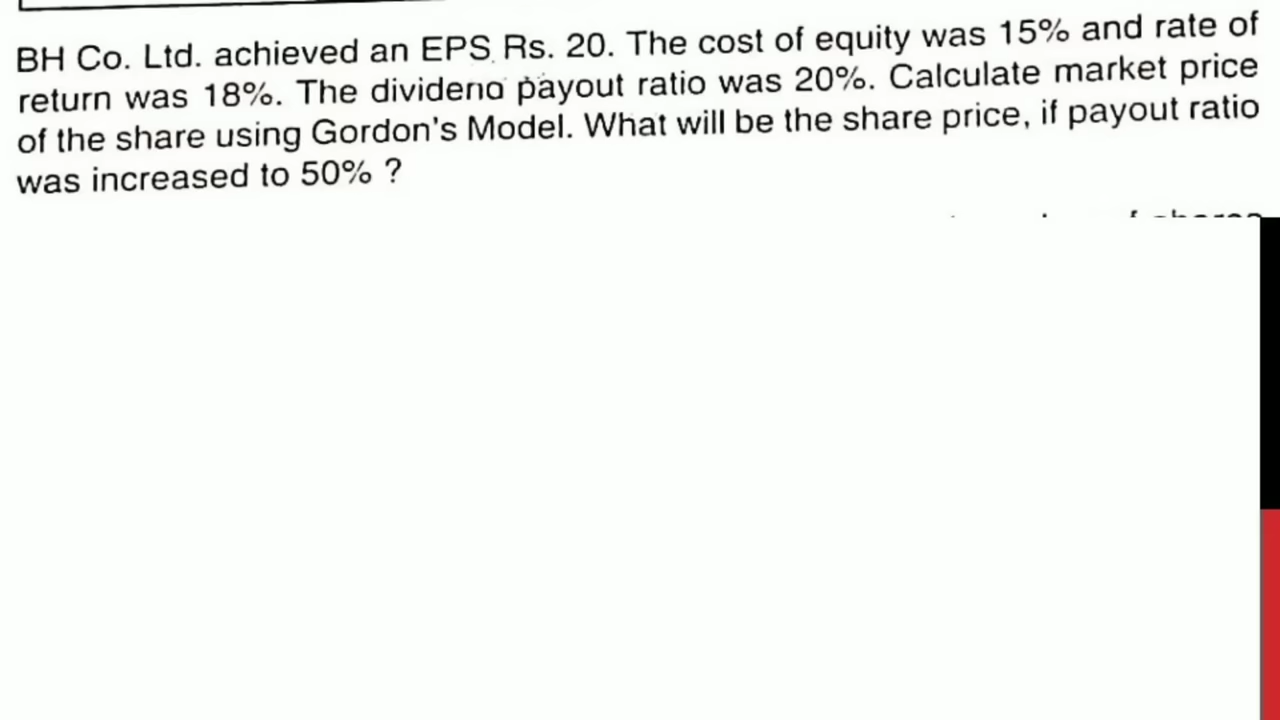 BH Co. Ltd. achieved an EPS Rs. 20. The cost of equity was 15% and rate of
return was 18%. The dividend payout ratio was 20%. Calculate market price
of the share using Gordon's Model. What will be the share price, if payout ratio
was increased to 50% ?